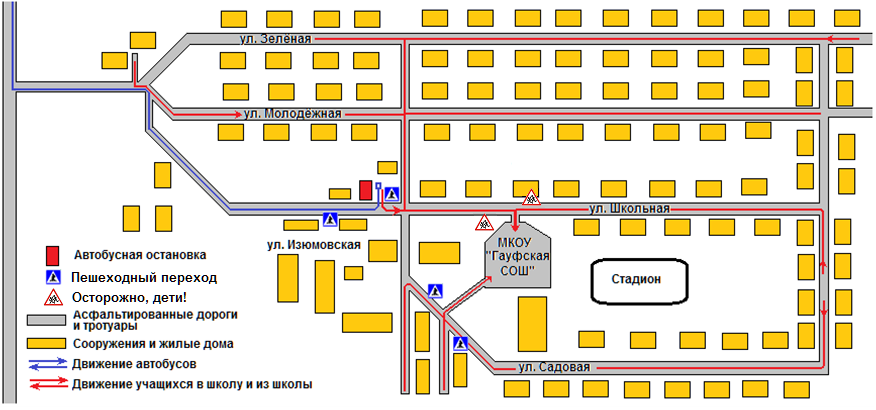 ул. Зелёная
ул. Молодёжная
ул. Школьная
ул. Изюмовская
МКОУ
"Гауфская
СОШ"
Стадион
ул. Садовая
Автобусная остановка
Пешеходный переход
Осторожно, дети!
Асфальтированные дороги
и тротуары
Сооружения и жилые дома
Движение автобусов
Движение учащихся в школу и из школы